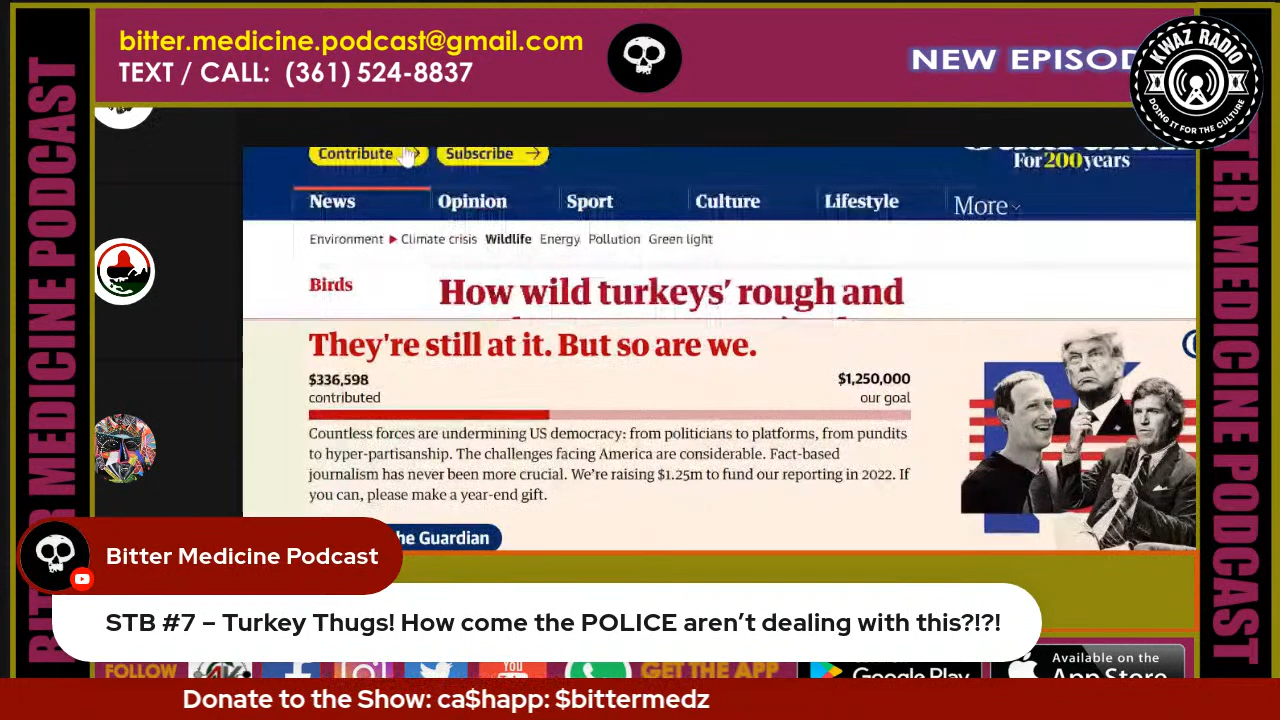 bitter.medicine.podcast@gmail.com
TEXT / CALL: (361) 524-8837
NEW EPISOD
KWAZ RADIO
DOING IT FOR THE CULTURE
BITTER MEDICINE PODCAST
Contribute →
Subscribe →
For 200 years
News
Opinion
Sport
Culture
Lifestyle
More
Environment ▶ Climate crisis Wildlife Energy Pollution Green light
Birds
How wild turkeys’ rough and
They're still at it. But so are we.
$336,598
contributed
$1,250,000
our goal
Countless forces are undermining US democracy: from politicians to platforms, from pundits
to hyper-partisanship. The challenges facing America are considerable. Fact-based
journalism has never been more crucial. We’re raising $1.25m to fund our reporting in 2022. If
you can, please make a year-end gift.
he Guardian
TER MEDICINE PODCAST
Bitter Medicine Podcast
STB #7 – Turkey Thugs! How come the POLICE aren’t dealing with this?!?!
FOLLOW
You
Tube
GET THE APP
Google Play
Available on the
App Store
Donate to the Show: ca$happ: $bittermedz